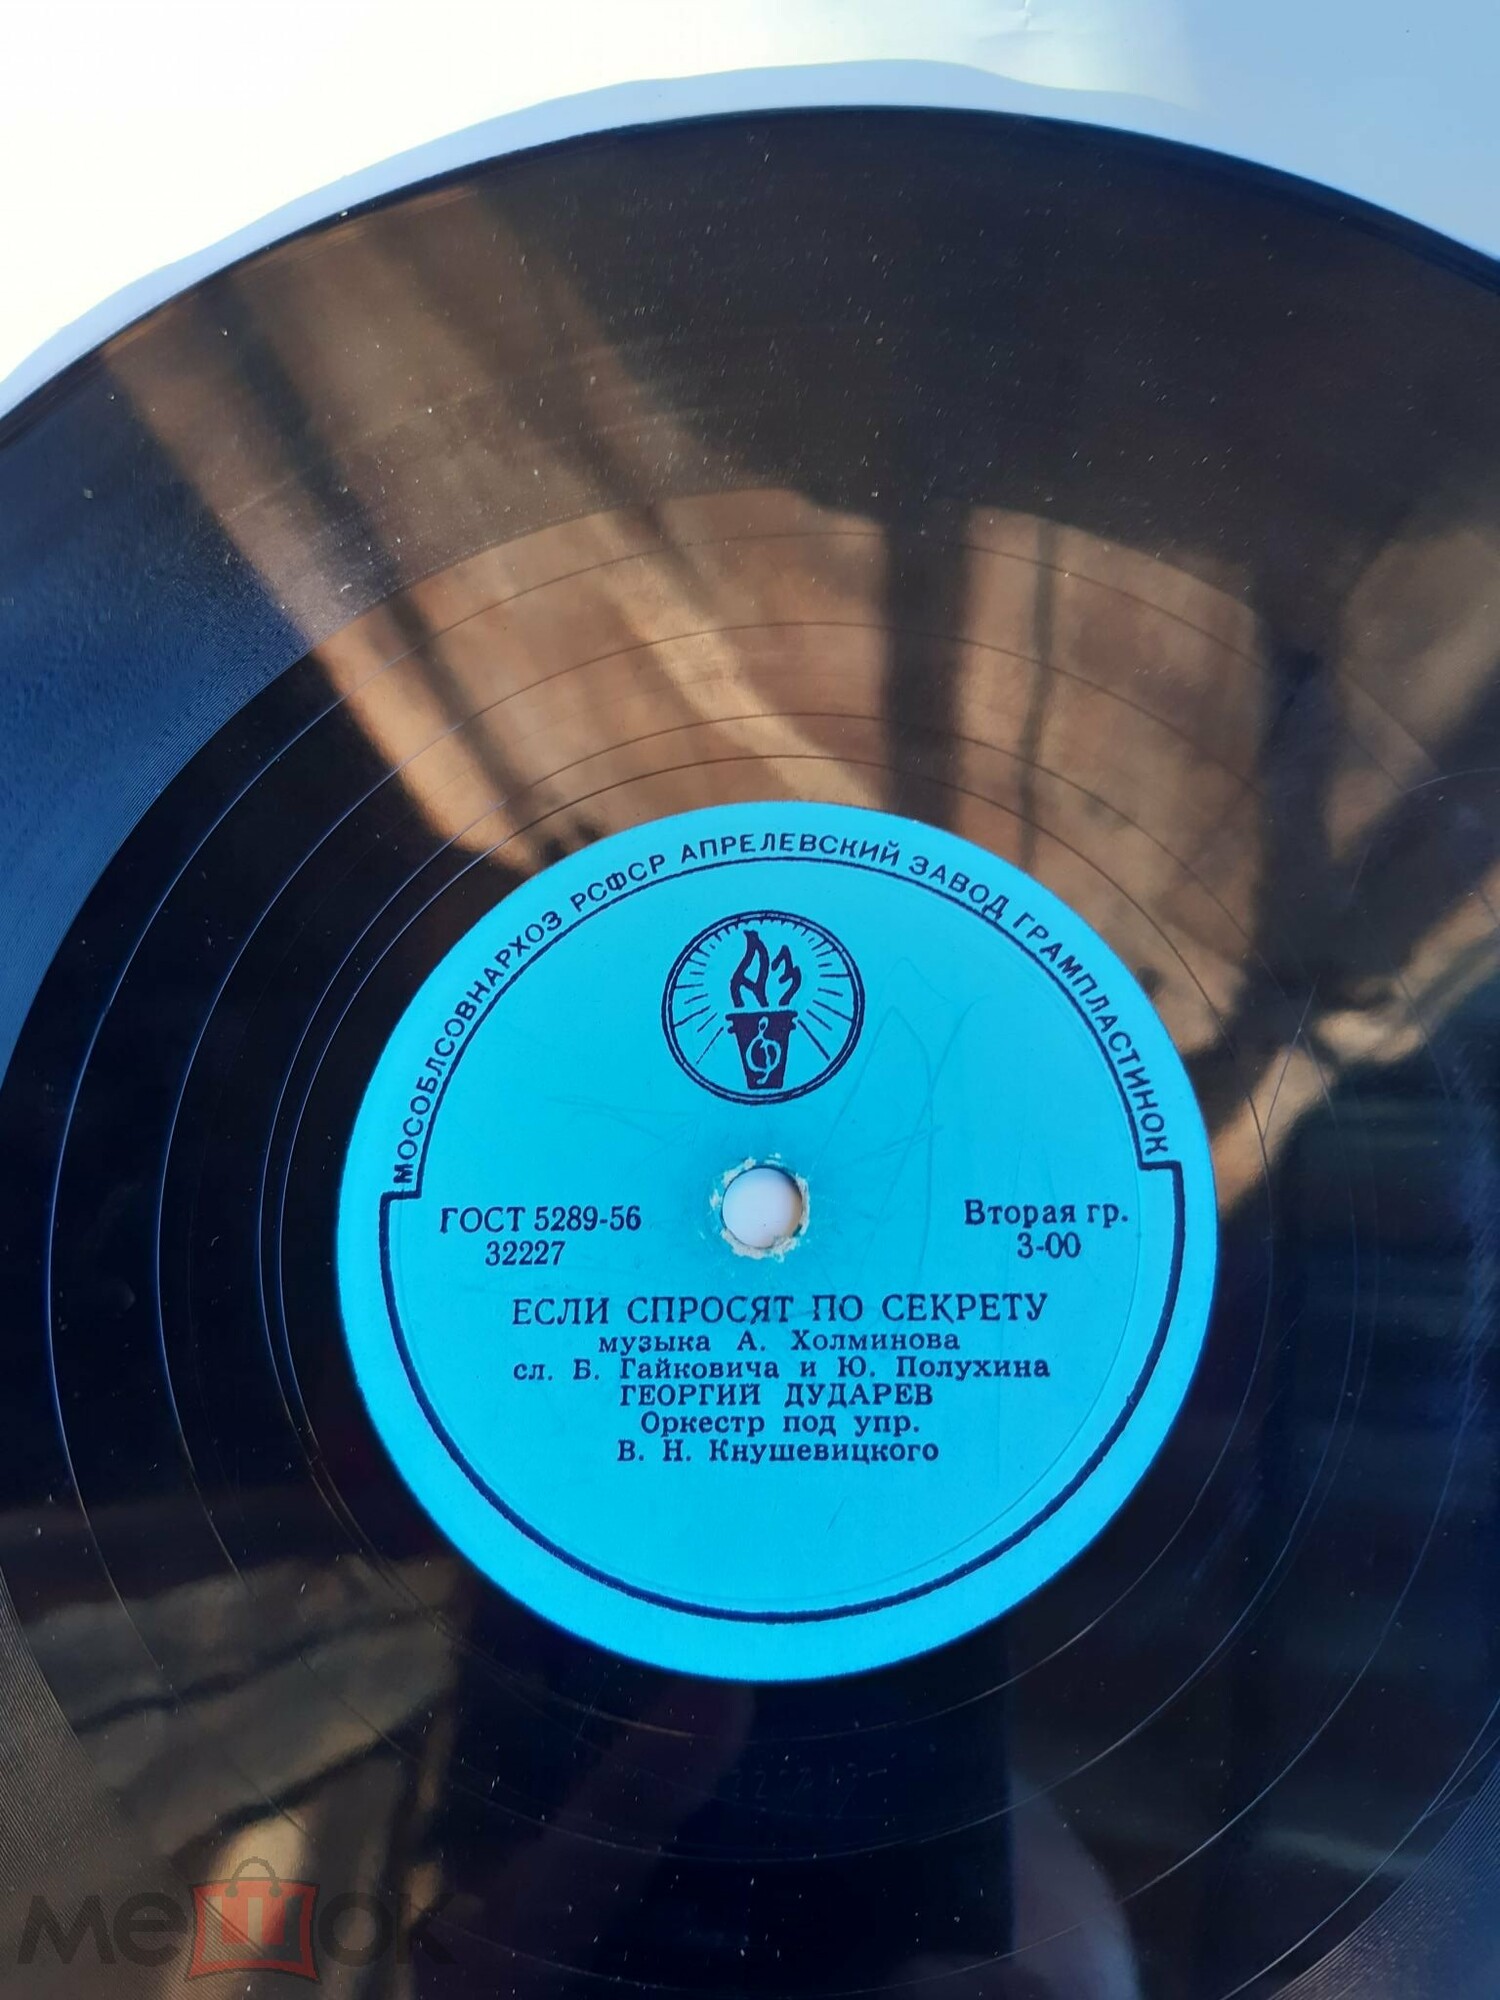 МОСОБЛСОВНАРХОЗ РСФСР АПРЕЛЕВСКИЙ ЗАВОД ГРАМПЛАСТИНОК
АЗ
ГОСТ 5289-56
32227
Вторая гр.
3-00
ЕСЛИ СПРОСЯТ ПО СЕКРЕТУ
музыка А. Холминова
сл. Б. Гайковича и Ю. Полухина
ГЕОРГИЙ ДУДАРЕВ
Оркестр под упр.
В. Н. Кнушевицкого
мешок